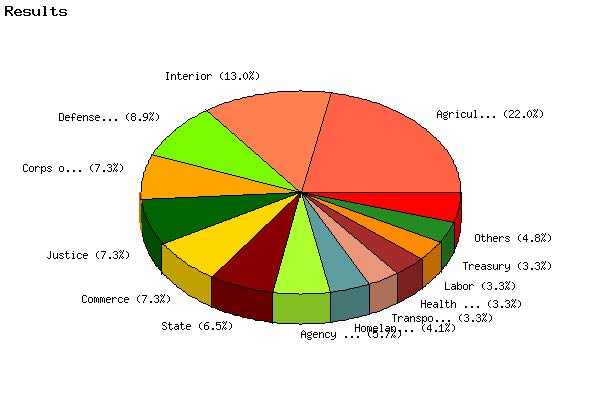 Results
Interior (13.0%)
Agricul... (22.0%)
Defense... (8.9%)
Corps o... (7.3%)
Others (4.8%)
Justice (7.3%)
Treasury (3.3%)
Labor (3.3%)
Commerce (7.3%)
Health ... (3.3%)
Transpo... (3.3%)
State (6.5%)
Homelan... (4.1%)
Agency ... (5.7%)